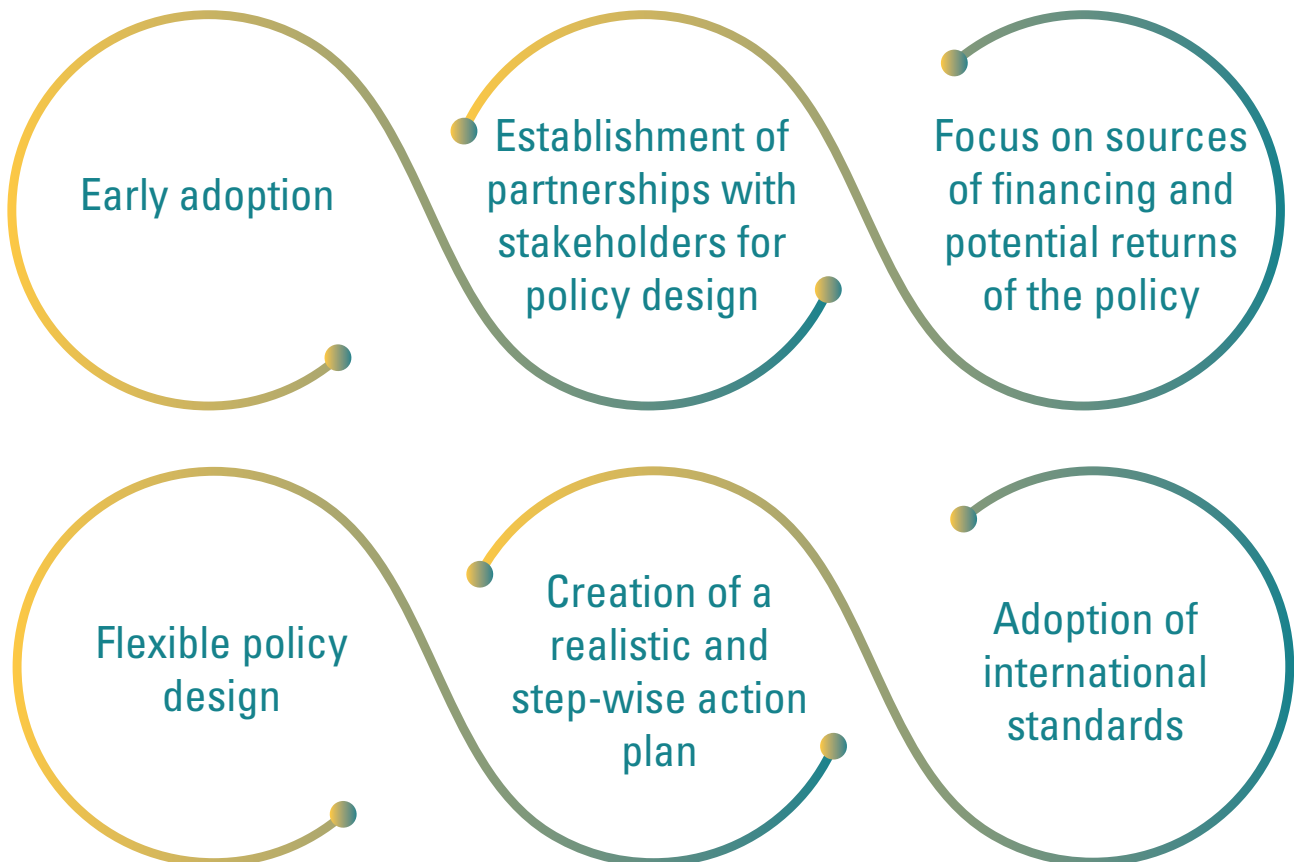 Early adoption
Establishment of
partnerships with
stakeholders for
policy design
Focus on sources
of financing and
potential returns
of the policy
Flexible policy
design
Creation of a
realistic and
step-wise action
plan
Adoption of
international
standards